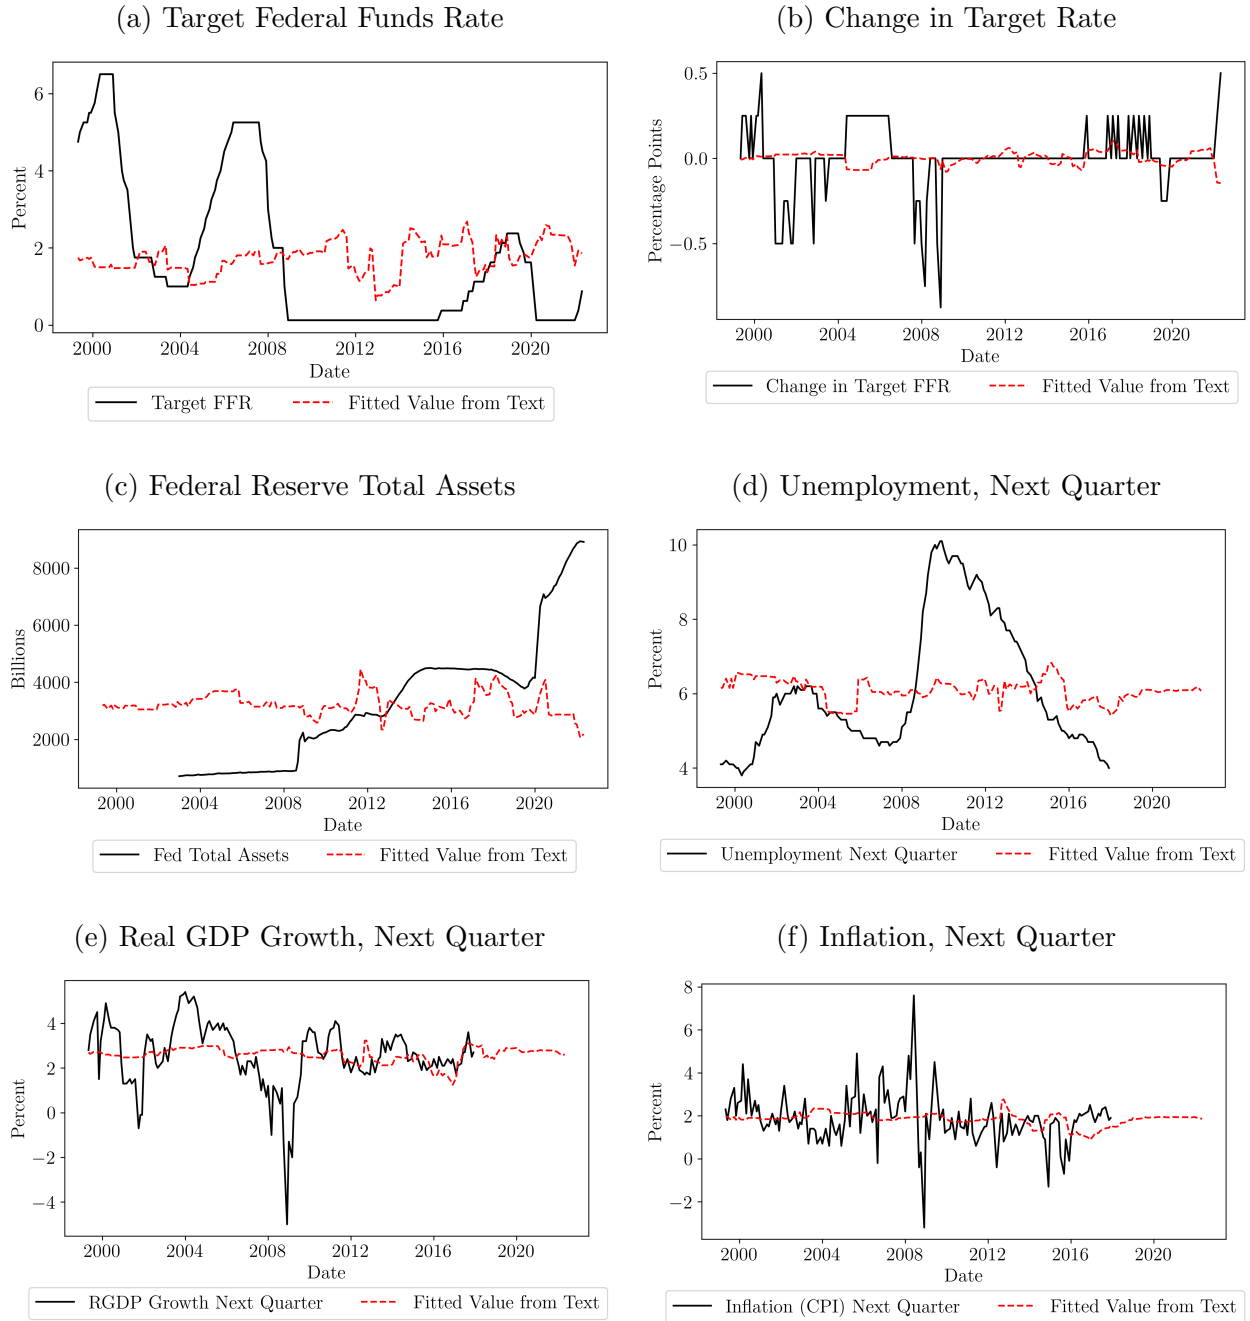 (a) Target Federal Funds Rate
Percent
6
4
2
0
2000 2004 2008 2012 2016 2020
Date
Target FFR Fitted Value from Text
(b) Change in Target Rate
Percentage Points
0.5
0.0
−0.5
2000 2004 2008 2012 2016 2020
Date
Change in Target FFR Fitted Value from Text
(c) Federal Reserve Total Assets
Billions
8000
6000
4000
2000
2000 2004 2008 2012 2016 2020
Date
Fed Total Assets Fitted Value from Text
(d) Unemployment, Next Quarter
Percent
10
8
6
4
2000 2004 2008 2012 2016 2020
Date
Unemployment Next Quarter Fitted Value from Text
(e) Real GDP Growth, Next Quarter
Percent
4
2
0
−2
−4
2000 2004 2008 2012 2016 2020
Date
RGDP Growth Next Quarter Fitted Value from Text
(f) Inflation, Next Quarter
Percent
8
6
4
2
0
−2
2000 2004 2008 2012 2016 2020
Date
Inflation (CPI) Next Quarter Fitted Value from Text